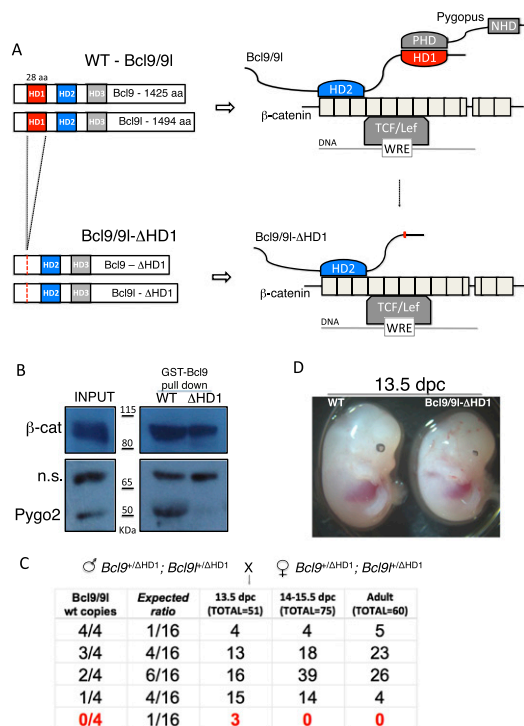 A
WT - Bcl9/9l
28 aa
HD1 HD2 HD3 Bcl9 - 1425 aa
HD1 HD2 HD3 Bcl9l - 1494 aa
Bcl9/9l
Pygopus
NHD
PHD
HD1
HD2
β-catenin
TCF/Lef
DNA
WRE
Bcl9/9l-ΔHD1
HD2 HD3 Bcl9 – ΔHD1
HD2 HD3 Bcl9l - ΔHD1
Bcl9/9l-ΔHD1
HD2
β-catenin
TCF/Lef
DNA
WRE
B
GST-Bcl9
pull down
INPUT WT ΔHD1
β-cat
115
80
n.s.
65
Pygo2
50
KDa
D
13.5 dpc
WT Bcl9/9l-ΔHD1
C
♂ Bcl9+/ΔHD1; Bcl9l+/ΔHD1 X ♀ Bcl9+/ΔHD1; Bcl9l+/ΔHD1
Bcl9/9l wt copies Expected ratio 13.5 dpc (TOTAL=51) 14-15.5 dpc (TOTAL=75) Adult (TOTAL=60)
4/4 1/16 4 4 5
3/4 4/16 13 18 23
2/4 6/16 16 39 26
1/4 4/16 15 14 4
0/4 1/16 3 0 0